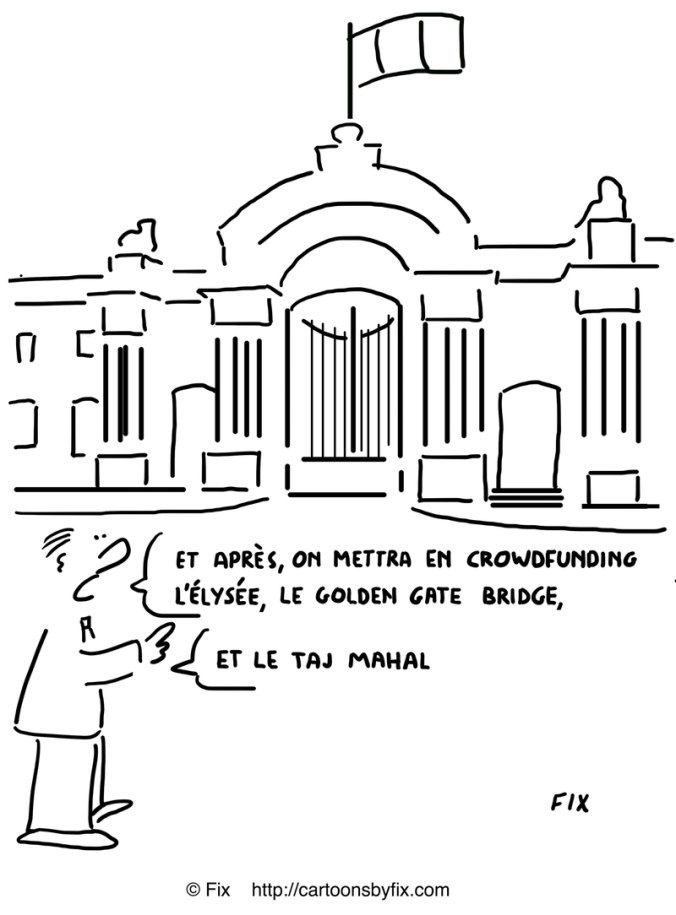 ET APRÈS, ON METTRA EN CROWDFUNDING
L'ÉLYSÉE, LE GOLDEN GATE BRIDGE,
ET LE TAJ MAHAL
FIX
© Fix http://cartoonsbyfix.com